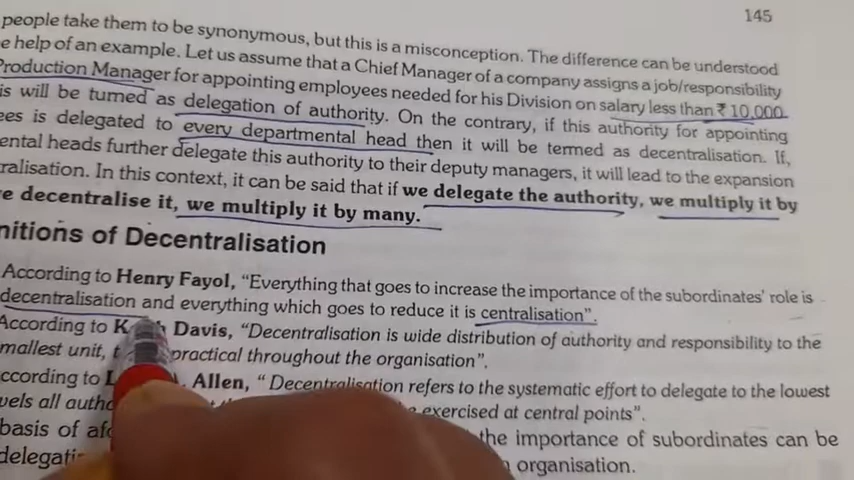 145
people take them to be synonymous, but this is a misconception. The difference can be understood
e help of an example. Let us assume that a Chief Manager of a company assigns a job/responsibility
Production Manager for appointing employees needed for his Division on salary less than ₹ 10,000
is will be turned as delegation of authority. On the contrary, if this authority for appointing
ees is delegated to every departmental head then it will be termed as decentralisation. If,
ental heads further delegate this authority to their deputy managers, it will lead to the expansion
ralisation. In this context, it can be said that if we delegate the authority, we multiply it by
e decentralise it, we multiply it by many.
nitions of Decentralisation
According to Henry Fayol, “Everything that goes to increase the importance of the subordinates' role is
decentralisation and everything which goes to reduce it is centralisation”.
According to K h Davis, “Decentralisation is wide distribution of authority and responsibility to the
mallest unit, practical throughout the organisation”.
ccording to Allen, “ Decentralisation refers to the systematic effort to delegate to the lowest
vels all exercised at central points”.
basis of the importance of subordinates can be
organisation.